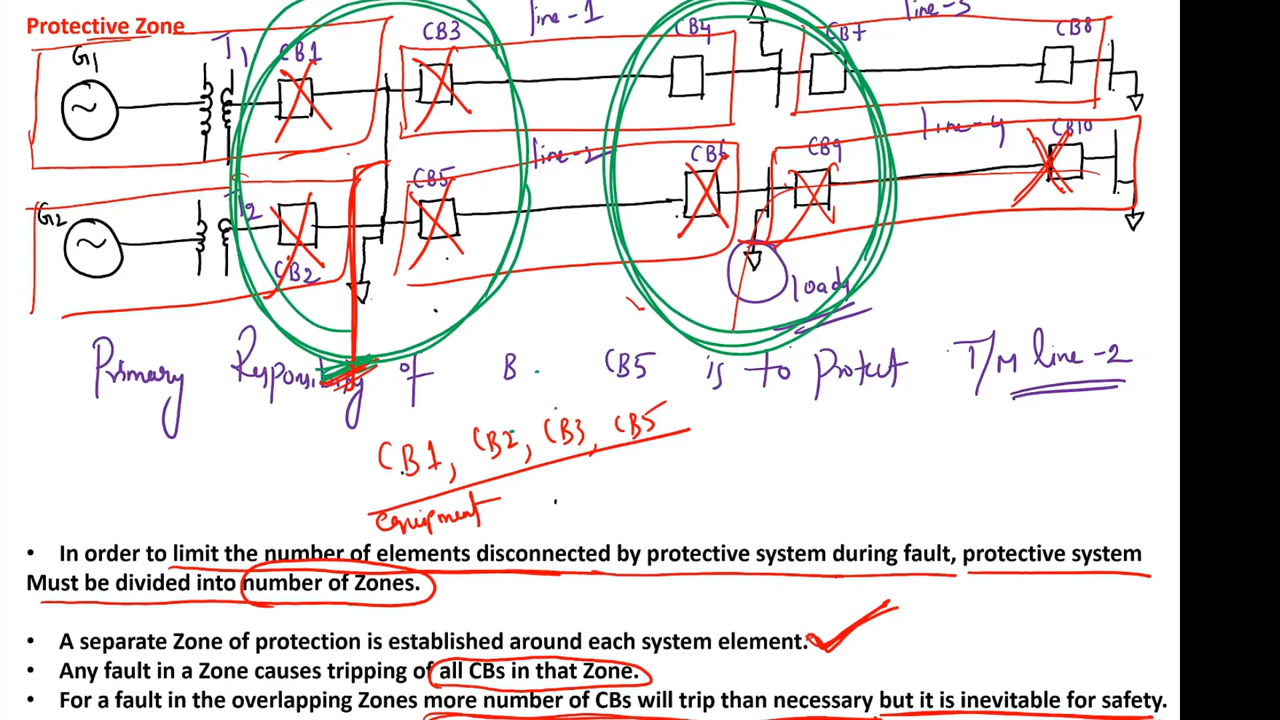 Protective Zone
line-1
line-3
G1
T1
CB1
CB3
CB4
CB7
CB8
G2
T2
CB2
CB5
line-2
CB6
CB9
line-4
CB10
load
Primary Responsibility of B CB5 is to Protect T/M line-2
CB1, CB2, CB3, CB5
equipment
• In order to limit the number of elements disconnected by protective system during fault, protective system
Must be divided into number of Zones.
• A separate Zone of protection is established around each system element.
• Any fault in a Zone causes tripping of all CBs in that Zone.
• For a fault in the overlapping Zones more number of CBs will trip than necessary but it is inevitable for safety.